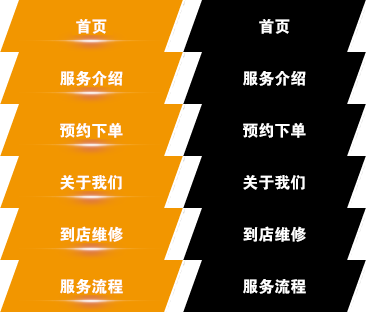 首页 首页
服务介绍 服务介绍
预约下单 预约下单
关于我们 关于我们
到店维修 到店维修
服务流程 服务流程